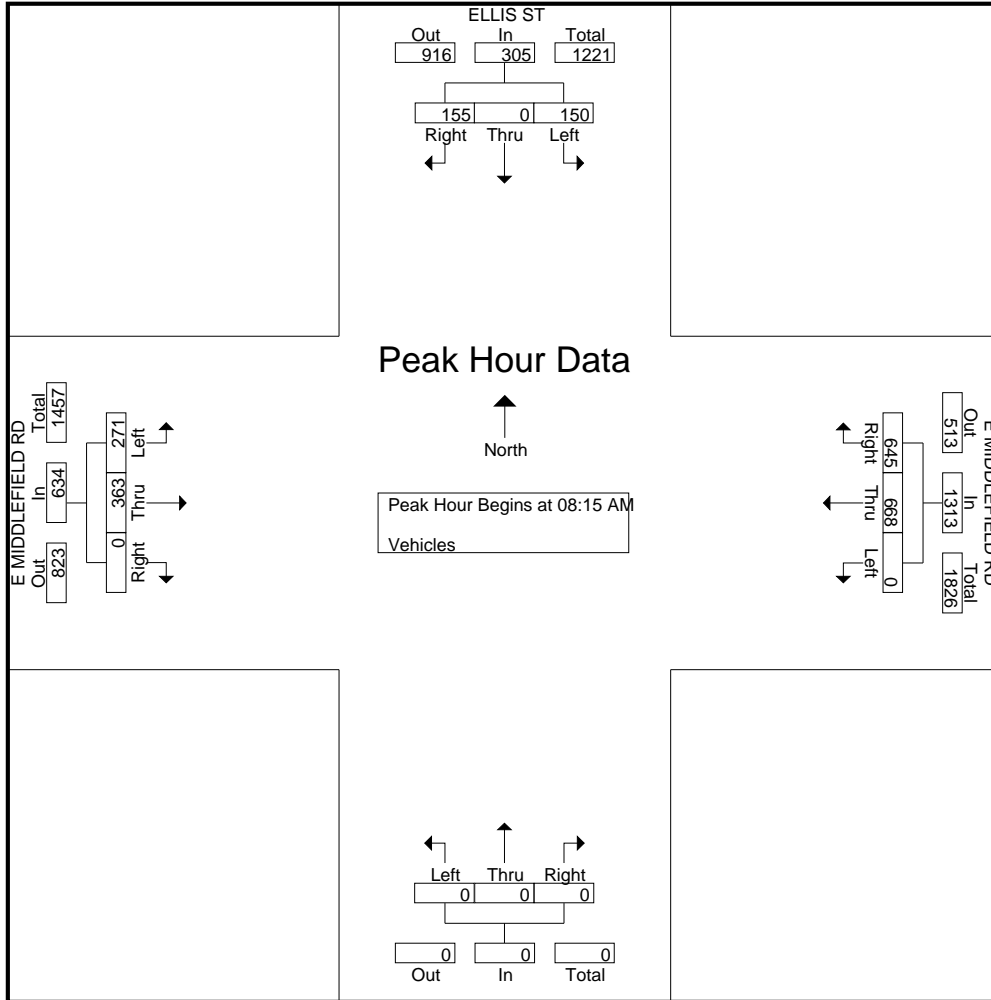 ELLIS ST
Out In Total
916 305 1221
155 0 150
Right Thru Left
Peak Hour Data
North
Peak Hour Begins at 08:15 AM
Vehicles
E MIDDLEFIELD RD
Out In Total
823 634 1457
0 363 271
Right Thru Left
E MIDDLEFIELD RD
Out In Total
513 1313 1826
645 668 0
Right Thru Left
Left Thru Right
0 0 0
0 0 0
Out In Total